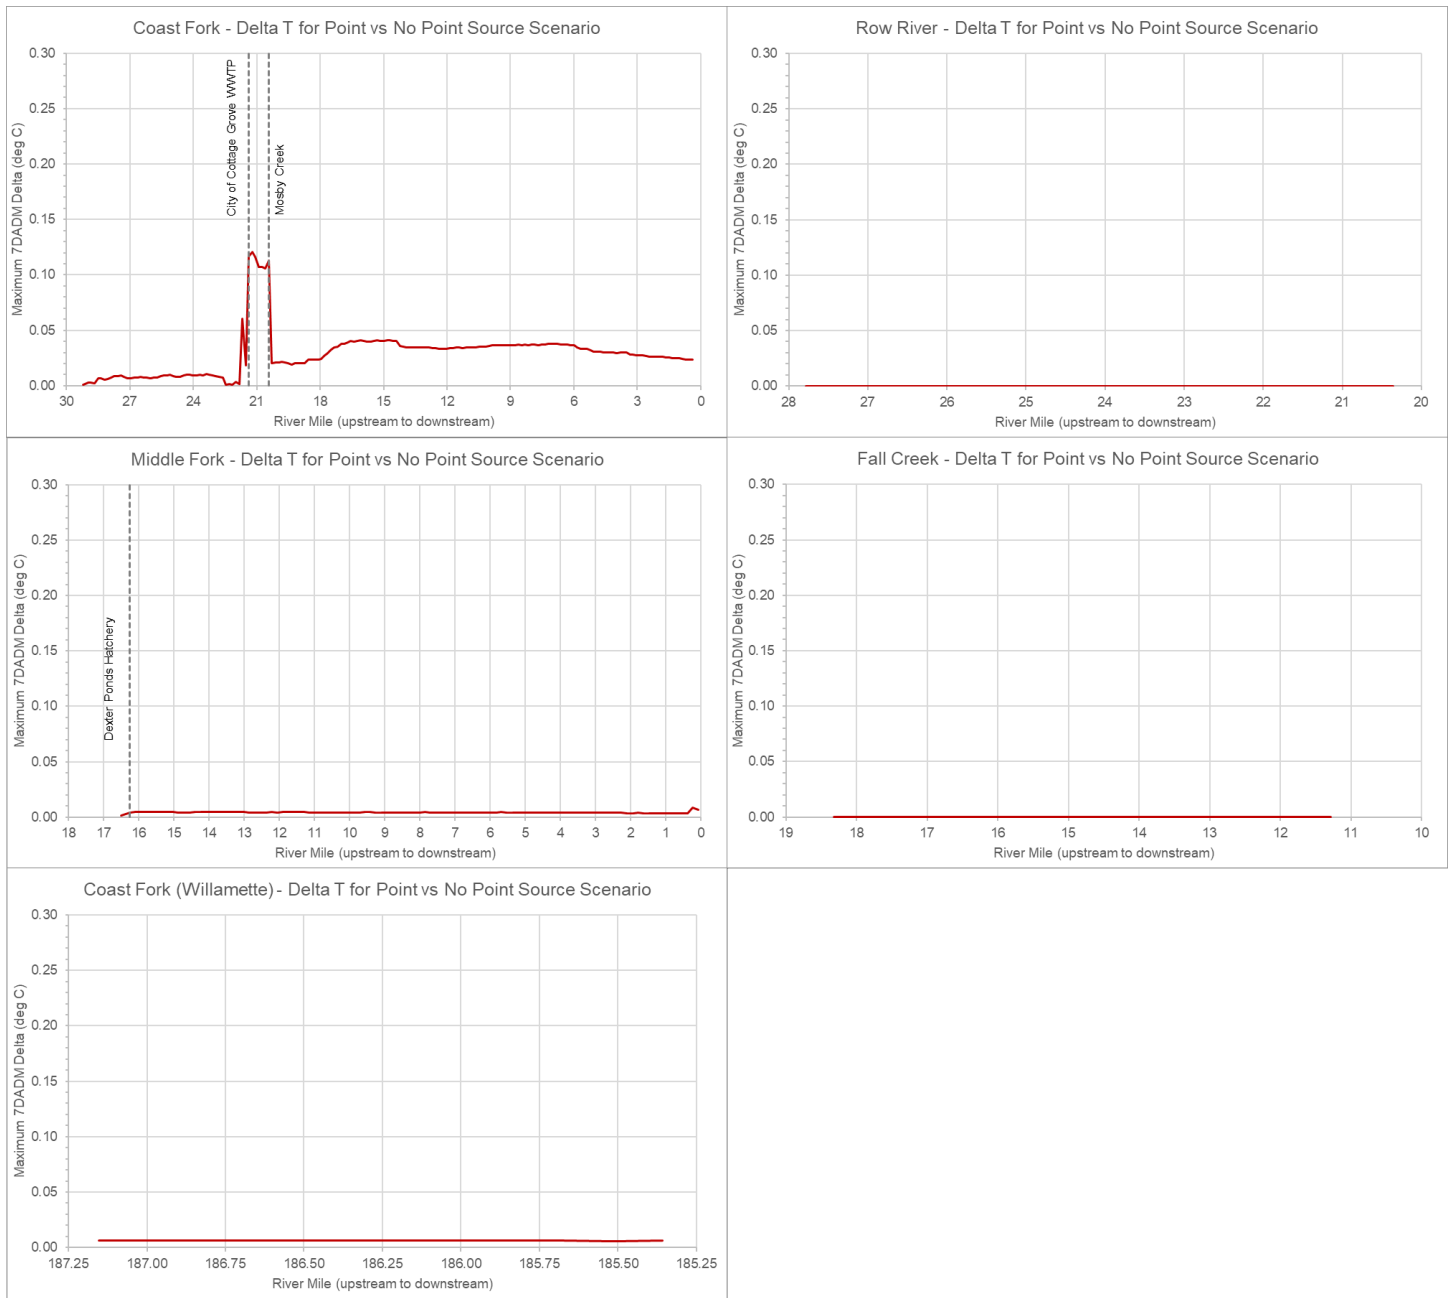 Coast Fork - Delta T for Point vs No Point Source Scenario
Maximum 7DADM Delta (deg C)
0.30
0.25
0.20
0.15
0.10
0.05
0.00
City of Cottage Grove WWTP
Mosby Creek
30 27 24 21 18 15 12 9 6 3 0
River Mile (upstream to downstream)
Row River - Delta T for Point vs No Point Source Scenario
Maximum 7DADM Delta (deg C)
0.30
0.25
0.20
0.15
0.10
0.05
0.00
28 27 26 25 24 23 22 21 20
River Mile (upstream to downstream)
Middle Fork - Delta T for Point vs No Point Source Scenario
Maximum 7DADM Delta (deg C)
0.30
0.25
0.20
0.15
0.10
0.05
0.00
Dexter Ponds Hatchery
18 17 16 15 14 13 12 11 10 9 8 7 6 5 4 3 2 1 0
River Mile (upstream to downstream)
Fall Creek - Delta T for Point vs No Point Source Scenario
Maximum 7DADM Delta (deg C)
0.30
0.25
0.20
0.15
0.10
0.05
0.00
19 18 17 16 15 14 13 12 11 10
River Mile (upstream to downstream)
Coast Fork (Willamette) - Delta T for Point vs No Point Source Scenario
Maximum 7DADM Delta (deg C)
0.30
0.25
0.20
0.15
0.10
0.05
0.00
187.25 187.00 186.75 186.50 186.25 186.00 185.75 185.50 185.25
River Mile (upstream to downstream)